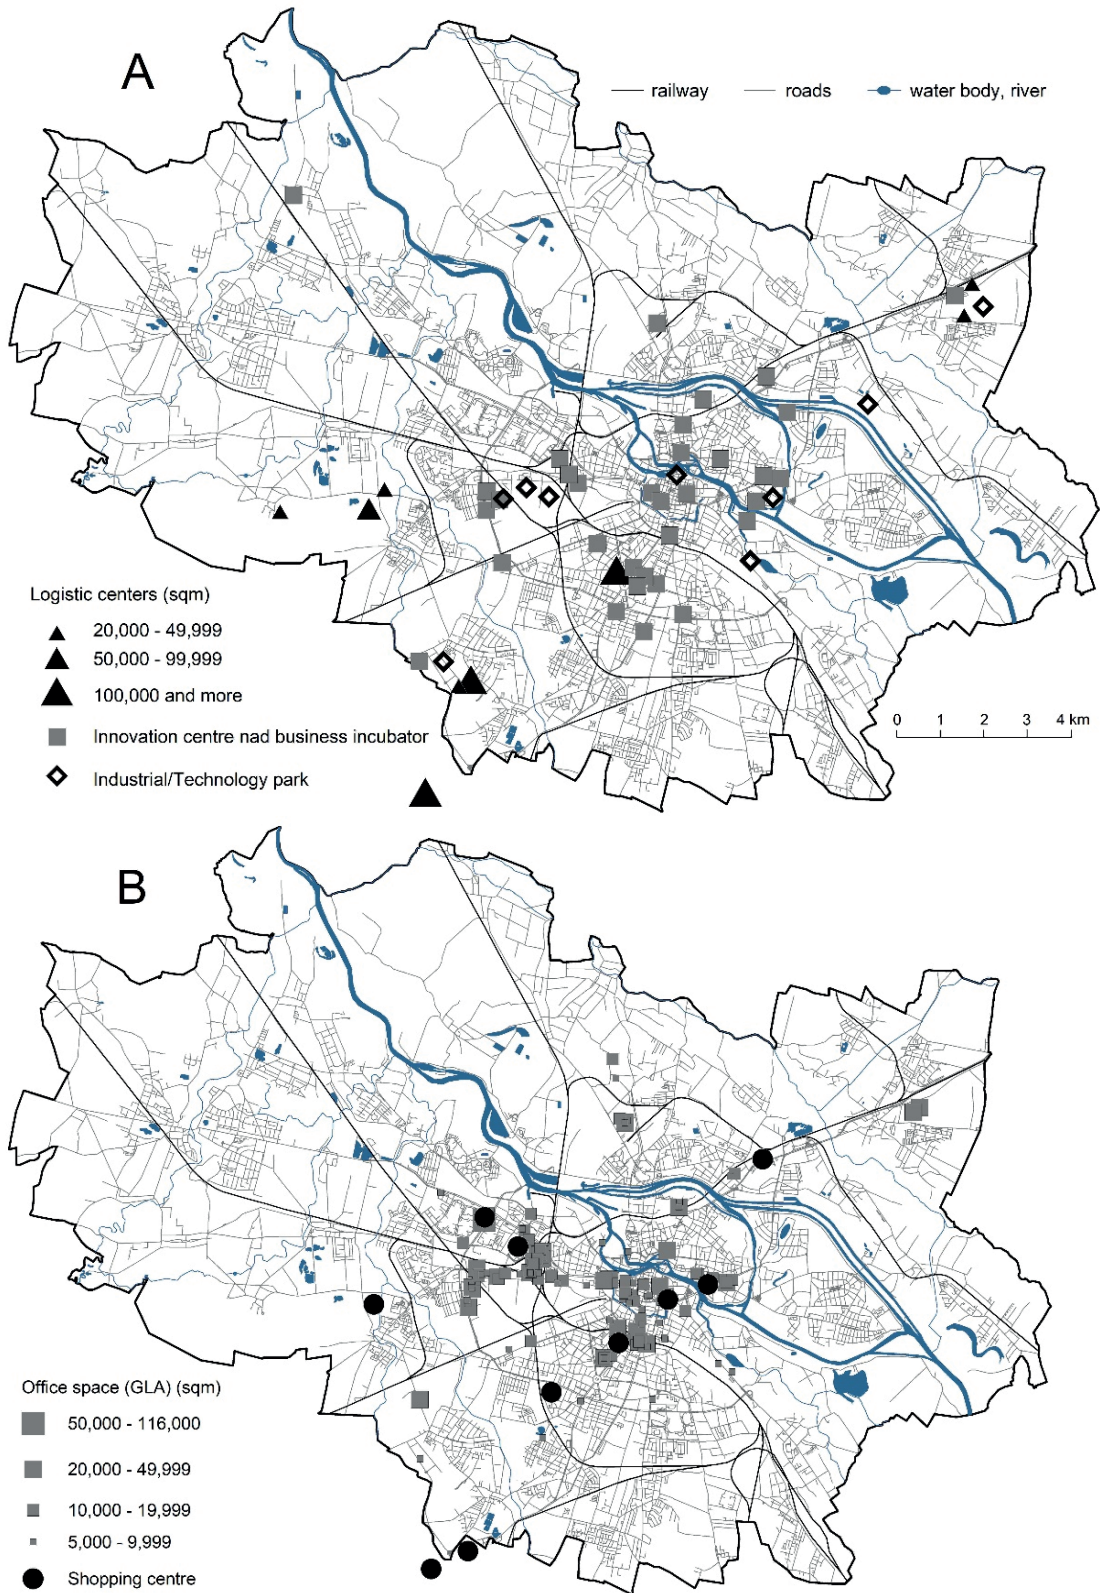 A
railway
roads
water body, river
Logistic centers (sqm)
20,000 - 49,999
50,000 - 99,999
100,000 and more
Innovation centre nad business incubator
Industrial/Technology park
0 1 2 3 4 km
B
Office space (GLA) (sqm)
50,000 - 116,000
20,000 - 49,999
10,000 - 19,999
5,000 - 9,999
Shopping centre